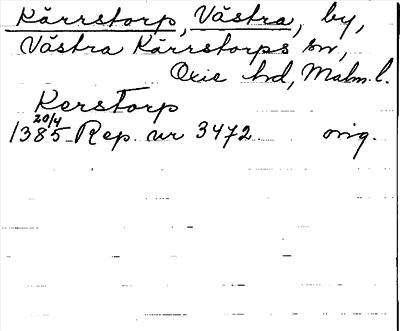 Kärrstorp, Västra, by,
Västra Kärrstorps sn,
Oxie hd, Malm. l.
Kerstorp
20/4
1385 Rep. nr 3472. orig.